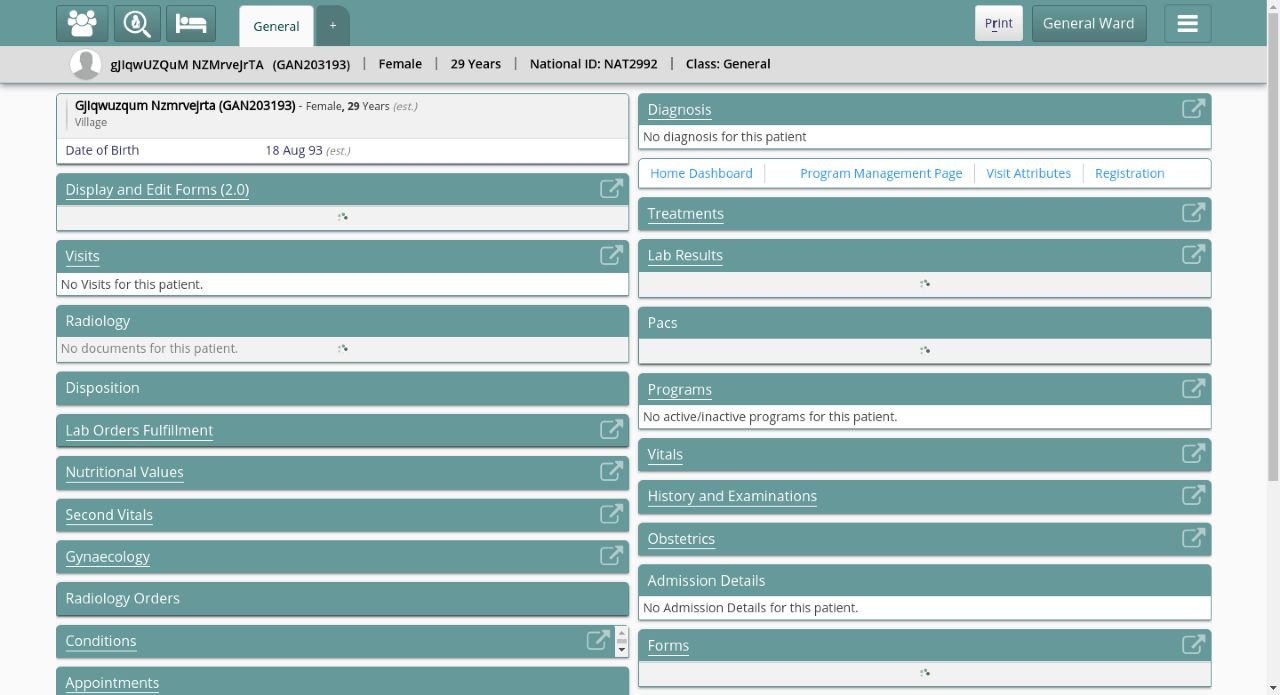 General
+
Print
General Ward
gjIqwUZQuM NZMrveJrTA (GAN203193) | Female | 29 Years | National ID: NAT2992 | Class: General
GjIqwuzqum NzmrveJrta (GAN203193) - Female, 29 Years (est.)
Village
Date of Birth 18 Aug 93 (est.)
Display and Edit Forms (2.0)
Visits
No Visits for this patient.
Radiology
No documents for this patient.
Disposition
Lab Orders Fulfillment
Nutritional Values
Second Vitals
Gynaecology
Radiology Orders
Conditions
Appointments
Diagnosis
No diagnosis for this patient
Home Dashboard
Program Management Page
Visit Attributes
Registration
Treatments
Lab Results
Pacs
Programs
No active/inactive programs for this patient.
Vitals
History and Examinations
Obstetrics
Admission Details
No Admission Details for this patient.
Forms